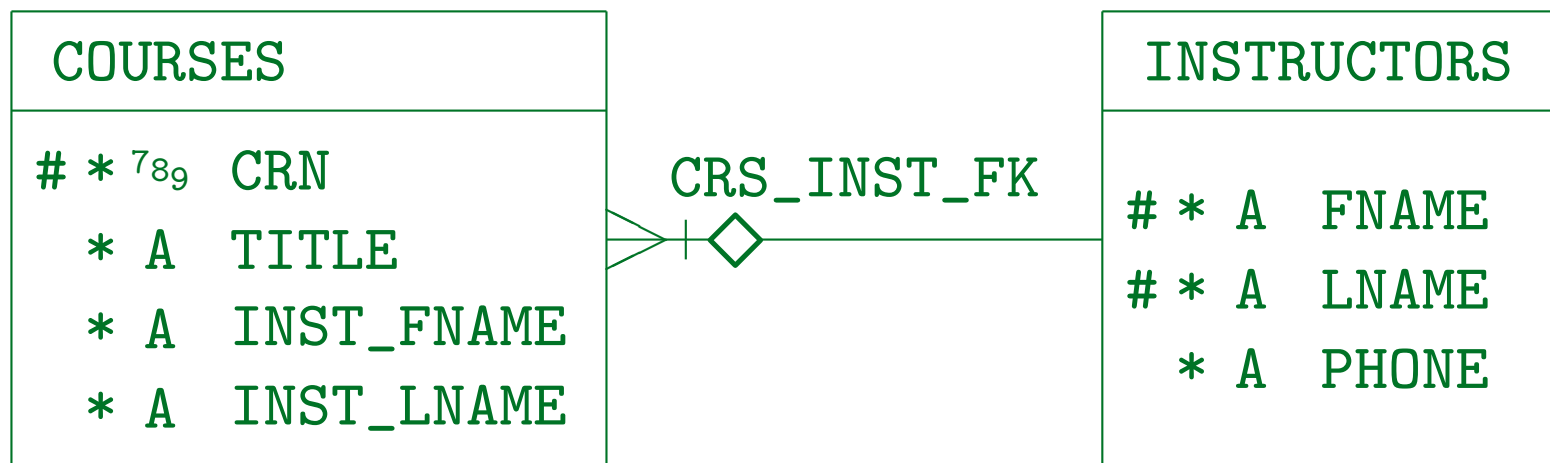 COURSES
# * 789 CRN
* A TITLE
* A INST_FNAME
* A INST_LNAME
CRS_INST_FK
INSTRUCTORS
# * A FNAME
# * A LNAME
* A PHONE